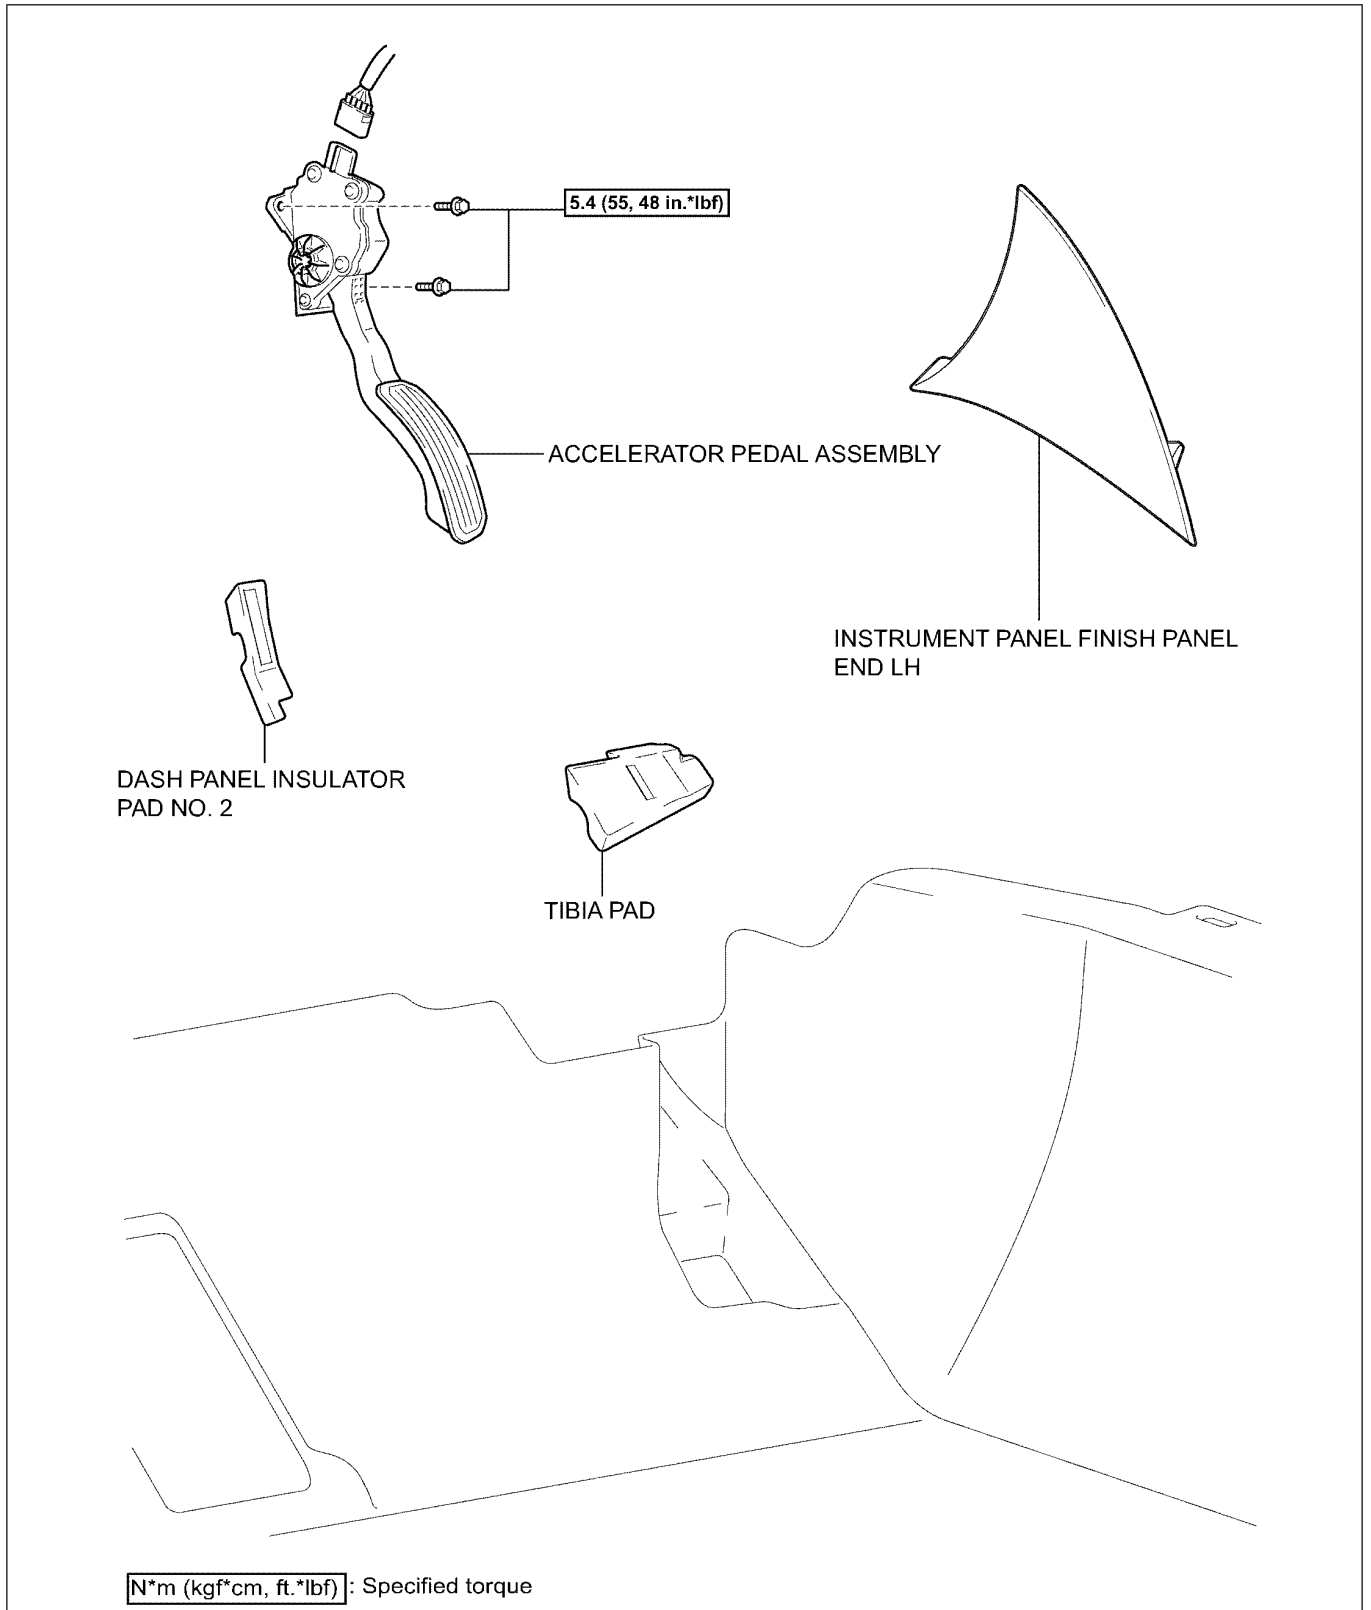 5.4 (55, 48 in.*lbf)
ACCELERATOR PEDAL ASSEMBLY
INSTRUMENT PANEL FINISH PANEL
END LH
DASH PANEL INSULATOR
PAD NO. 2
TIBIA PAD
N*m (kgf*cm, ft.*lbf) : Specified torque